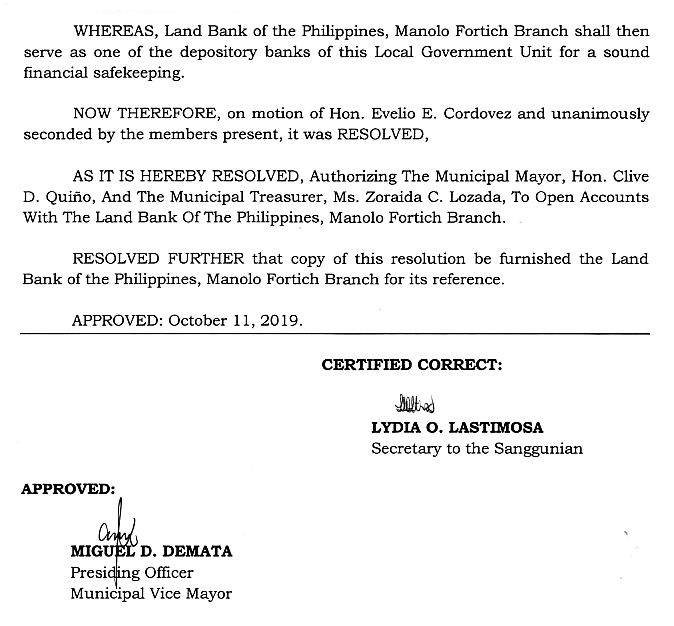 WHEREAS, Land Bank of the Philippines, Manolo Fortich Branch shall then
serve as one of the depository banks of this Local Government Unit for a sound
financial safekeeping.
NOW THEREFORE, on motion of Hon. Evelio E. Cordovez and unanimously
seconded by the members present, it was RESOLVED,
AS IT IS HEREBY RESOLVED, Authorizing The Municipal Mayor, Hon. Clive
D. Quiño, And The Municipal Treasurer, Ms. Zoraida C. Lozada, To Open Accounts
With The Land Bank Of The Philippines, Manolo Fortich Branch.
RESOLVED FURTHER that copy of this resolution be furnished the Land
Bank of the Philippines, Manolo Fortich Branch for its reference.
APPROVED: October 11, 2019.
CERTIFIED CORRECT:
LYDIA O. LASTIMOSA
Secretary to the Sanggunian
APPROVED:
MIGUEL D. DEMATA
Presiding Officer
Municipal Vice Mayor